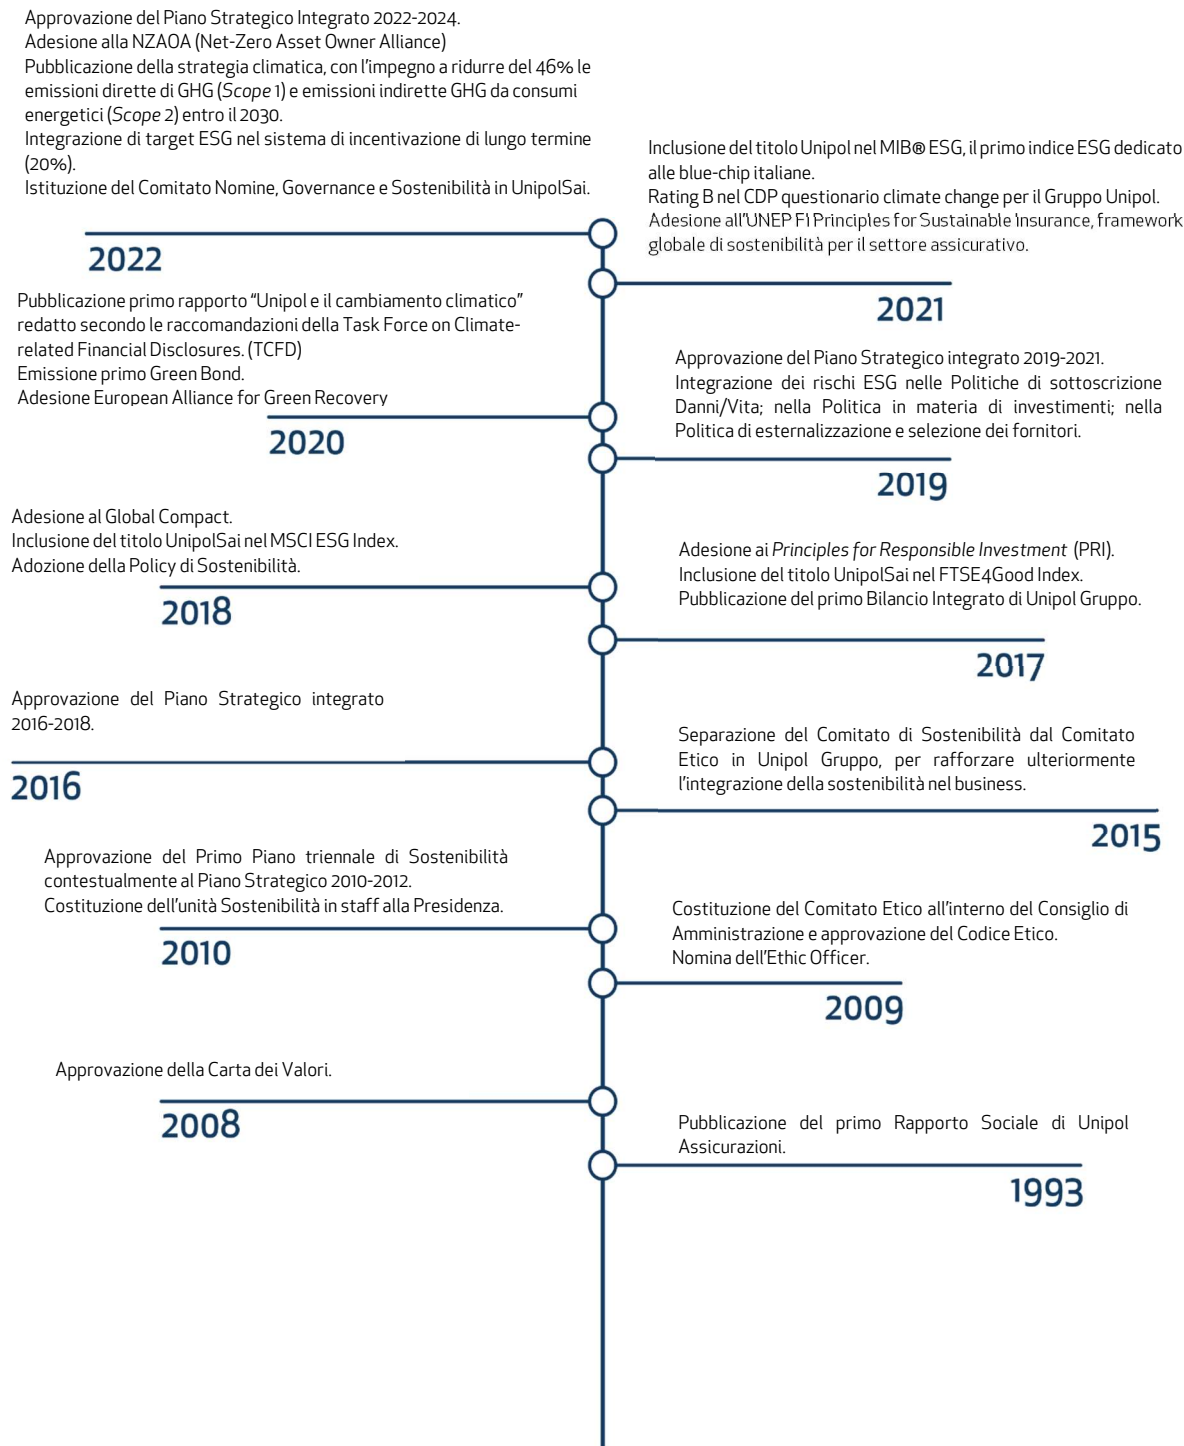 Approvazione del Piano Strategico Integrato 2022-2024.
Adesione alla NZAOA (Net-Zero Asset Owner Alliance)
Pubblicazione della strategia climatica, con l'impegno a ridurre del 46% le
emissioni dirette di GHG (Scope 1) e emissioni indirette GHG da consumi
energetici (Scope 2) entro il 2030.
Integrazione di target ESG nel sistema di incentivazione di lungo termine
(20%).
Istituzione del Comitato Nomine, Governance e Sostenibilità in UnipolSai.
2022
Inclusione del titolo Unipol nel MIB® ESG, il primo indice ESG dedicato
alle blue-chip italiane.
Rating B nel CDP questionario climate change per il Gruppo Unipol.
Adesione all'UNEP FI Principles for Sustainable Insurance, framework
globale di sostenibilità per il settore assicurativo.
2021
Pubblicazione primo rapporto "Unipol e il cambiamento climatico"
redatto secondo le raccomandazioni della Task Force on Climate-
related Financial Disclosures. (TCFD)
Emissione primo Green Bond.
Adesione European Alliance for Green Recovery
2020
Approvazione del Piano Strategico integrato 2019-2021.
Integrazione dei rischi ESG nelle Politiche di sottoscrizione
Danni/Vita; nella Politica in materia di investimenti; nella
Politica di esternalizzazione e selezione dei fornitori.
2019
Adesione al Global Compact.
Inclusione del titolo UnipolSai nel MSCI ESG Index.
Adozione della Policy di Sostenibilità.
2018
Adesione ai Principles for Responsible Investment (PRI).
Inclusione del titolo UnipolSai nel FTSE4Good Index.
Pubblicazione del primo Bilancio Integrato di Unipol Gruppo.
2017
Approvazione del Piano Strategico integrato
2016-2018.
2016
Separazione del Comitato di Sostenibilità dal Comitato
Etico in Unipol Gruppo, per rafforzare ulteriormente
l'integrazione della sostenibilità nel business.
2015
Approvazione del Primo Piano triennale di Sostenibilità
contestualmente al Piano Strategico 2010-2012.
Costituzione dell'unità Sostenibilità in staff alla Presidenza.
2010
Costituzione del Comitato Etico all'interno del Consiglio di
Amministrazione e approvazione del Codice Etico.
Nomina dell'Ethic Officer.
2009
Approvazione della Carta dei Valori.
2008
Pubblicazione del primo Rapporto Sociale di Unipol
Assicurazioni.
1993